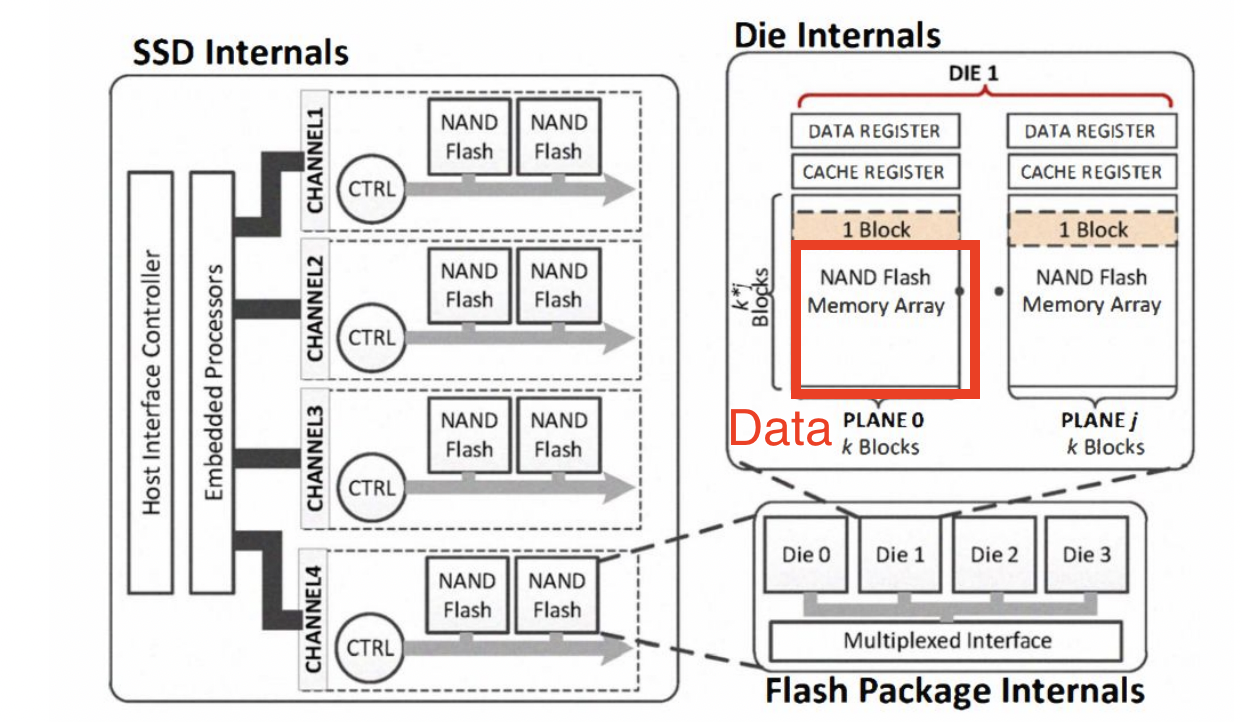 SSD Internals
Host Interface Controller
Embedded Processors
CHANNEL1
CTRL
NAND
Flash
NAND
Flash
CHANNEL2
CTRL
NAND
Flash
NAND
Flash
CHANNEL3
CTRL
NAND
Flash
NAND
Flash
CHANNEL4
CTRL
NAND
Flash
NAND
Flash
Die Internals
DIE 1
DATA REGISTER
CACHE REGISTER
1 Block
NAND Flash
Memory Array
k*j
Blocks
Data
PLANE 0
k Blocks
DATA REGISTER
CACHE REGISTER
1 Block
NAND Flash
Memory Array
PLANE j
k Blocks
Die 0
Die 1
Die 2
Die 3
Multiplexed Interface
Flash Package Internals